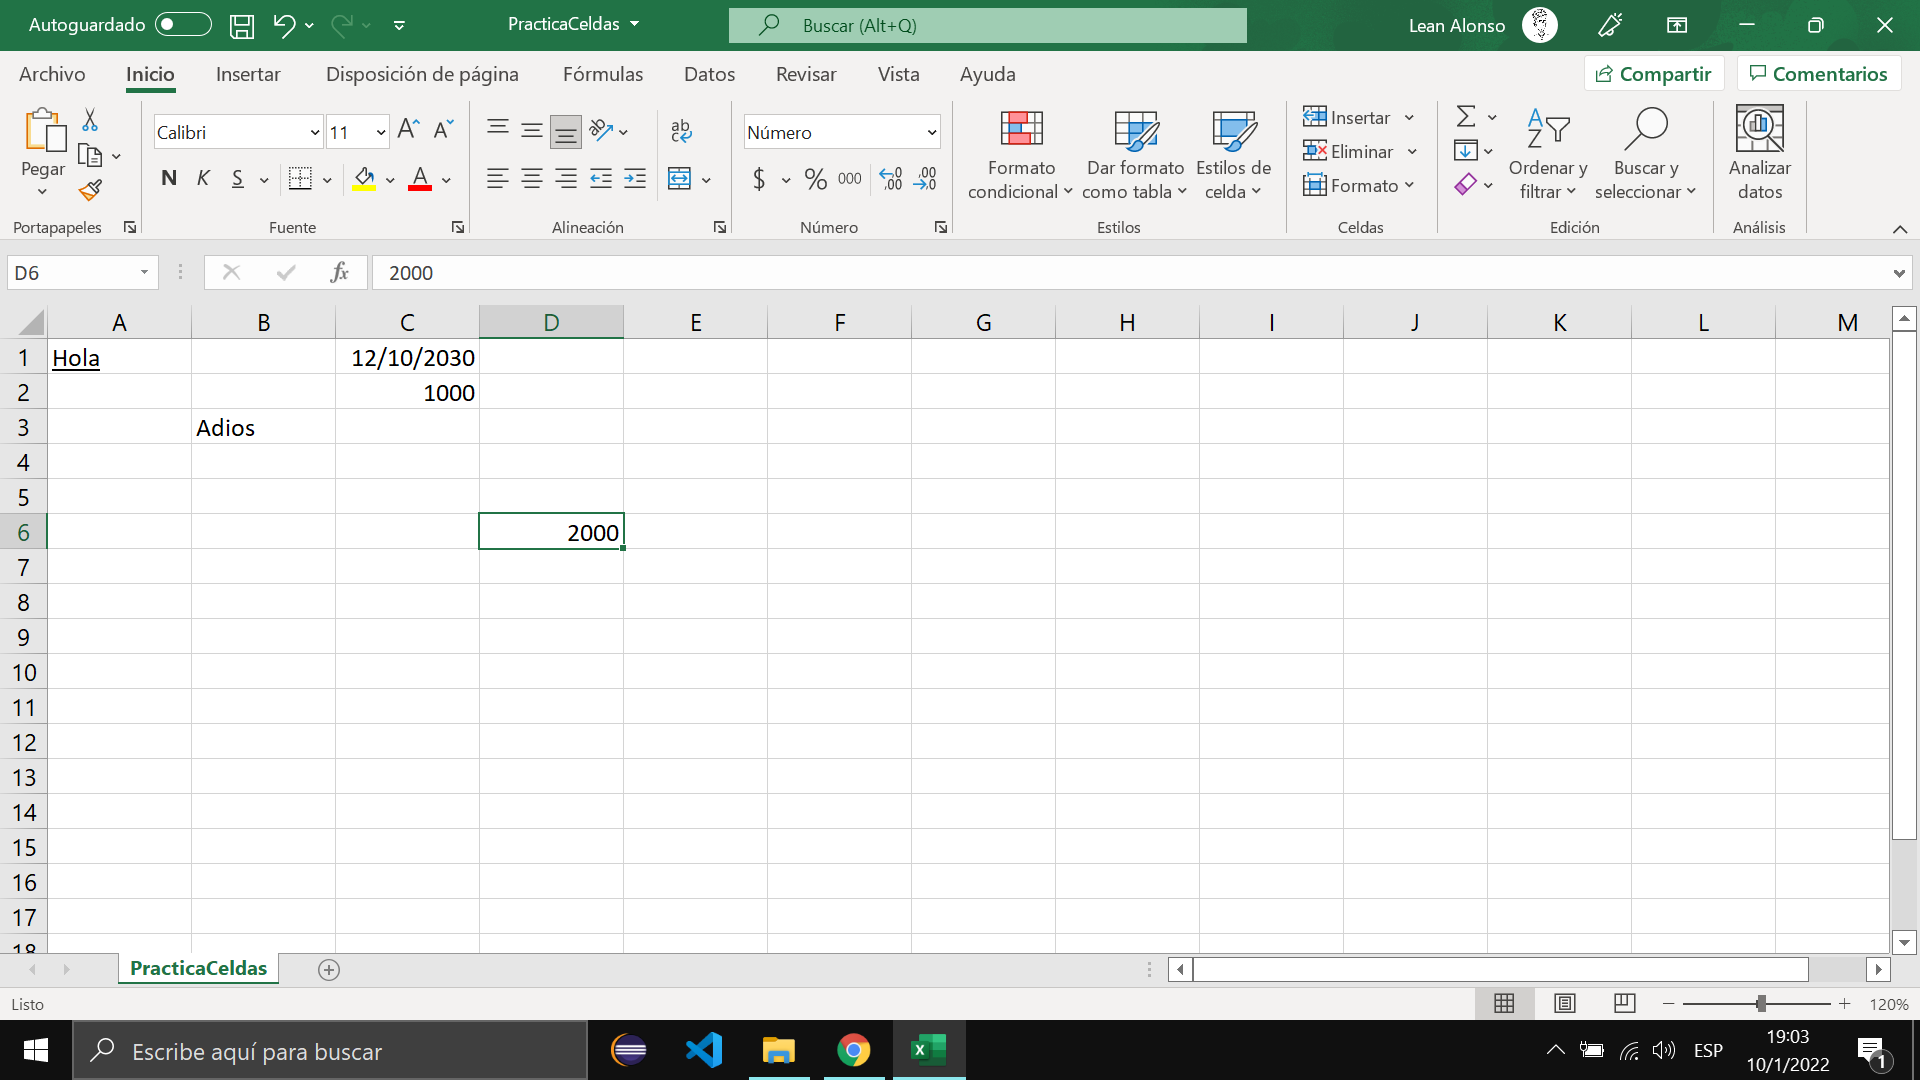 Autoguardado PracticaCeldas Buscar (Alt+Q) Lean Alonso
Archivo Inicio Insertar Disposición de página Fórmulas Datos Revisar Vista Ayuda Compartir Comentarios
Pegar
Portapapeles
Calibri 11
N K S
Fuente
ab
Alineación
Número
$ % 000
Número
Formato condicional
Dar formato como tabla
Estilos de celda
Estilos
Insertar
Eliminar
Formato
Celdas
Ordenar y filtrar
Buscar y seleccionar
Edición
Analizar datos
Análisis
D6 fx 2000
A B C D E F G H I J K L M
1 Hola 12/10/2030
2 1000
3 Adios
4
5
6 2000
7
8
9
10
11
12
13
14
15
16
17
18
PracticaCeldas
Listo 120%
Escribe aquí para buscar ESP 19:03
10/1/2022 1